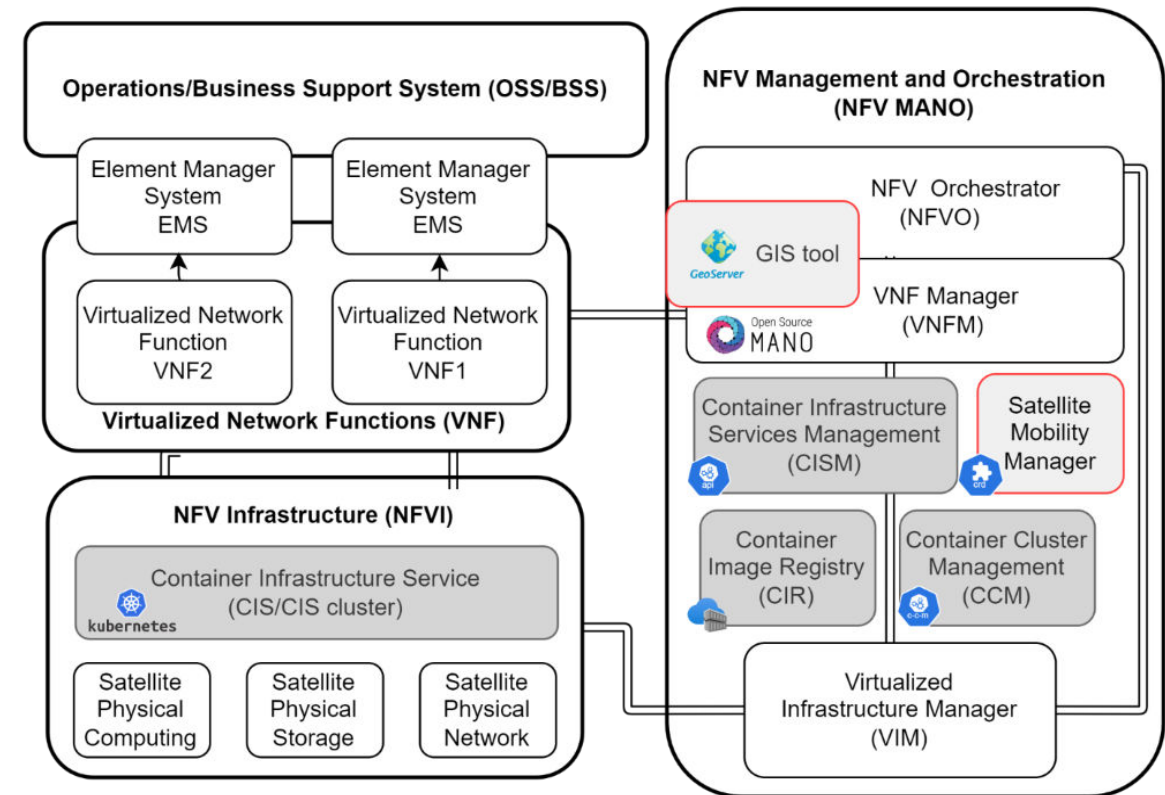 Operations/Business Support System (OSS/BSS)
Element Manager
System
EMS
Element Manager
System
EMS
Virtualized Network
Function
VNF2
Virtualized Network
Function
VNF1
Virtualized Network Functions (VNF)
NFV Infrastructure (NFVI)
Container Infrastructure Service
(CIS/CIS cluster)
kubernetes
Satellite
Physical
Computing
Satellite
Physical
Storage
Satellite
Physical
Network
NFV Management and Orchestration
(NFV MANO)
NFV Orchestrator
(NFVO)
GeoServer
GIS tool
VNF Manager
(VNFM)
Open Source
MANO
Container Infrastructure
Services Management
(CISM)
api
Satellite
Mobility
Manager
crd
Container
Image Registry
(CIR)
Container Cluster
Management
(CCM)
c-c-m
Virtualized
Infrastructure Manager
(VIM)